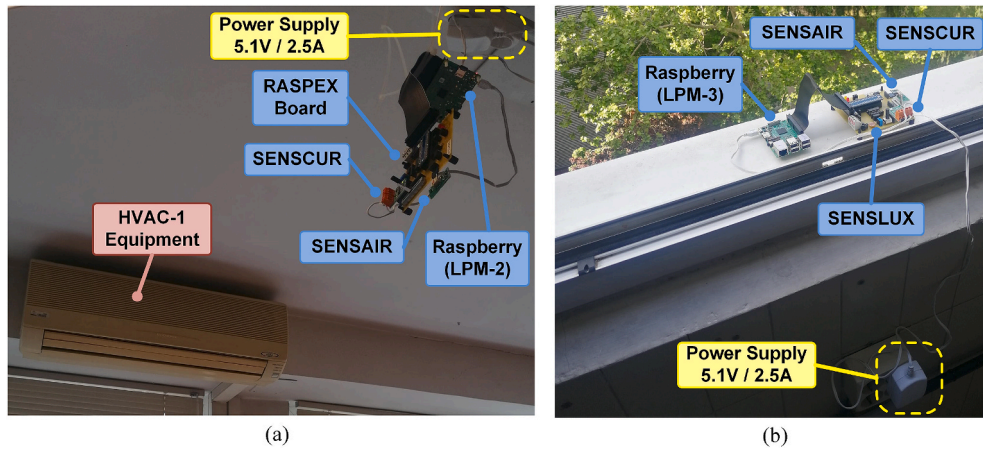 Power Supply
5.1V / 2.5A
RASPEX
Board
SENSCUR
HVAC-1
Equipment
SENSAIR
Raspberry
(LPM-2)
(a)
SENSAIR
SENSCUR
Raspberry
(LPM-3)
SENSLUX
Power Supply
5.1V / 2.5A
(b)